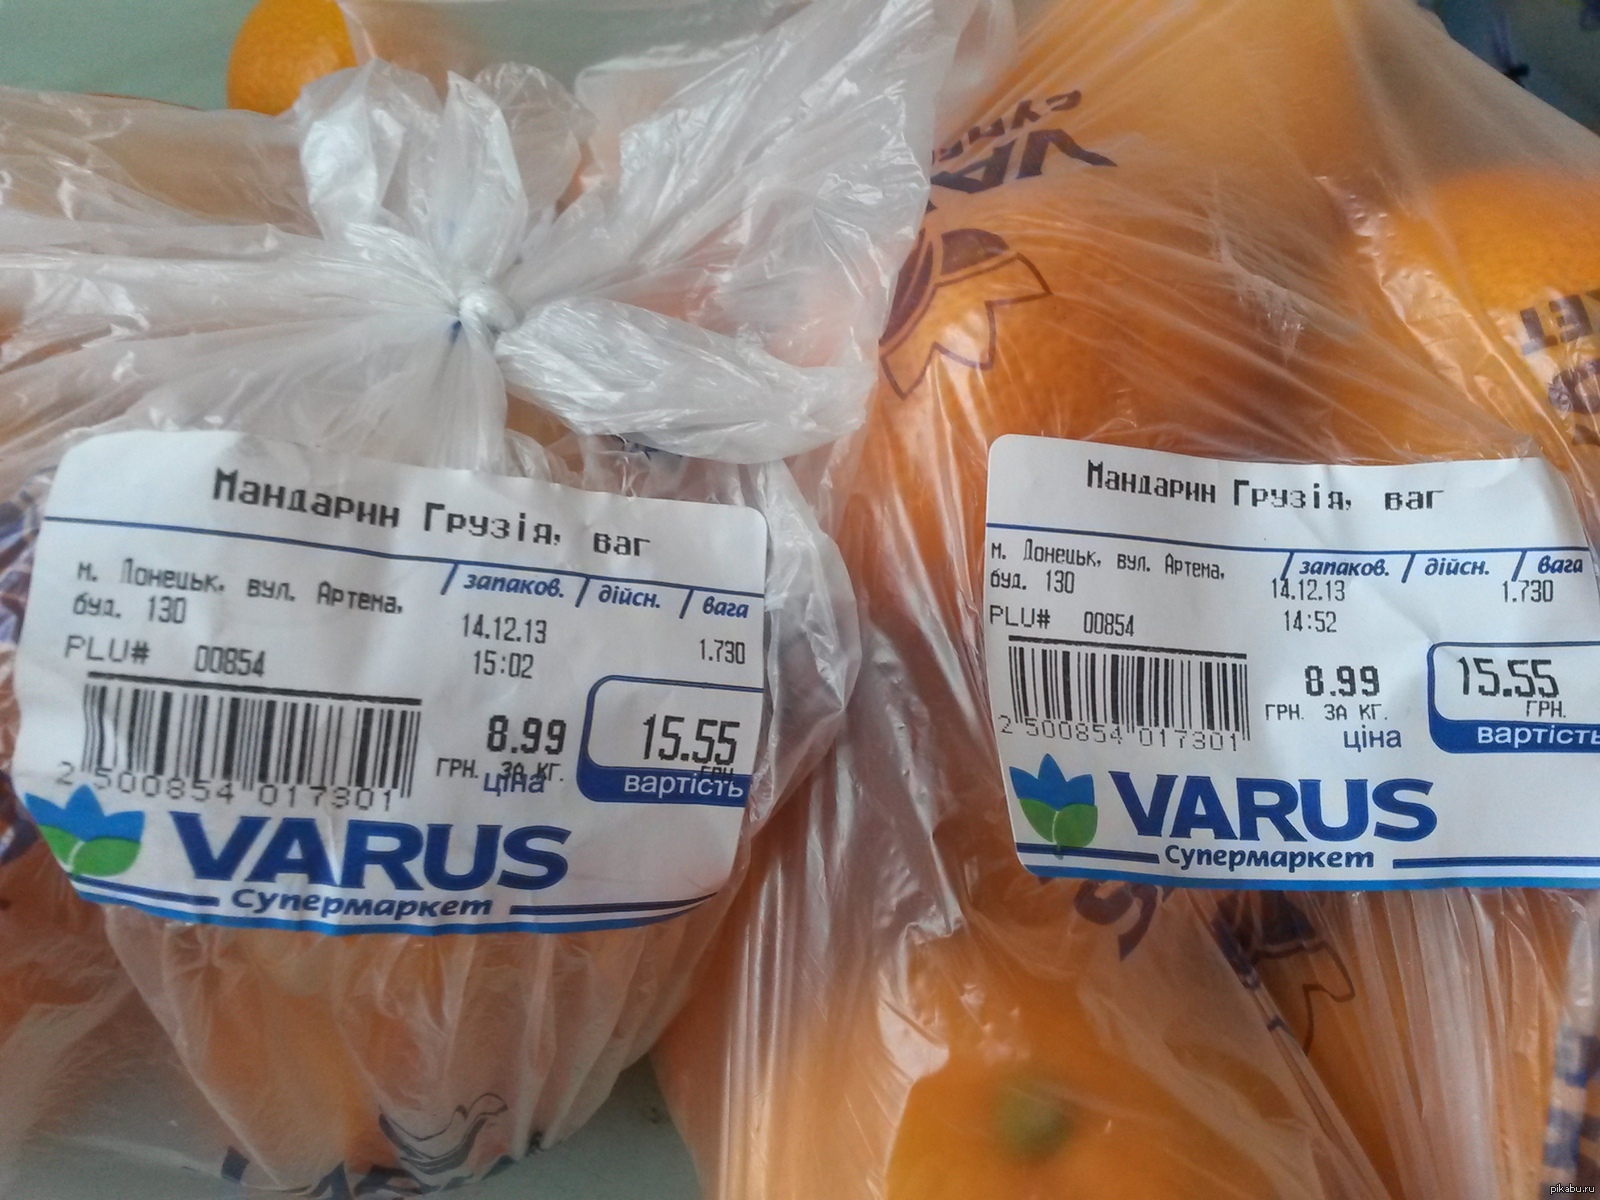 VARUS
Мандарин Грузія, ваг
м. Донецьк, вул. Артема,
буд. 130
PLU# 00854
запаков. дійсн. вага
14.12.13
15:02
1.730
8.99
ГРН. ЗА КГ.
ціна
15.55
ГРН.
вартість
2 500854 017301
VARUS
Супермаркет
Мандарин Грузія, ваг
м. Донецьк, вул. Артема,
буд. 130
PLU# 00854
запаков. дійсн. вага
14.12.13
14:52
1.730
8.99
ГРН. ЗА КГ.
ціна
15.55
ГРН.
вартість
2 500854 017301
VARUS
Супермаркет
pikabu.ru